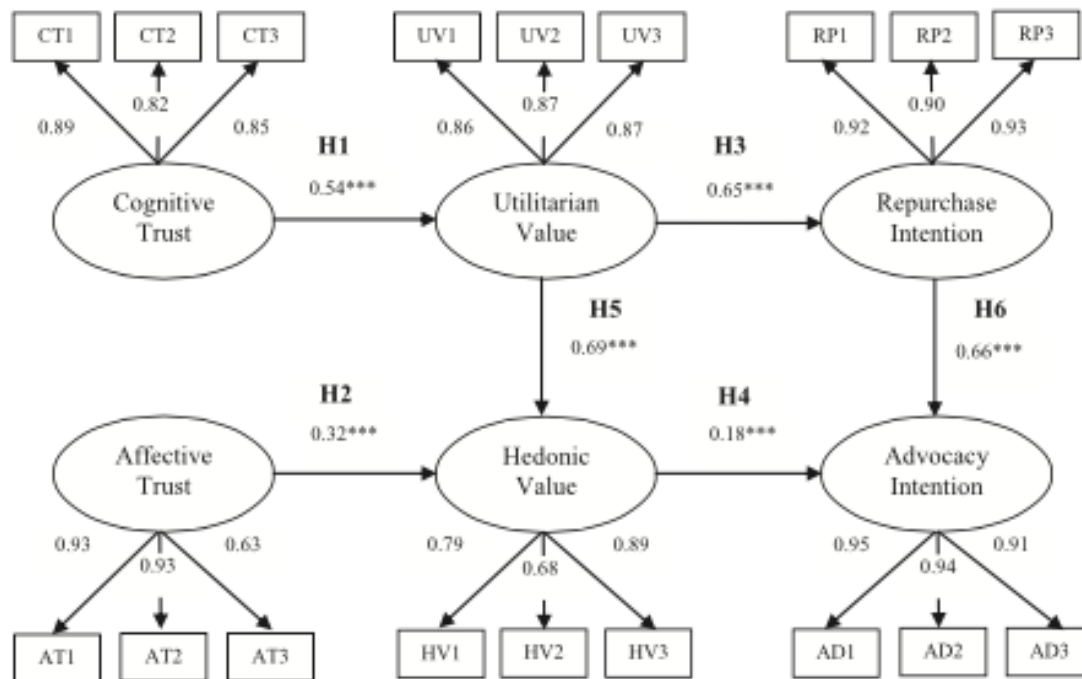 CT1
CT2
CT3
UV1
UV2
UV3
RP1
RP2
RP3
0.89
0.82
0.85
0.86
0.87
0.87
0.92
0.90
0.93
H1
H3
Cognitive
Trust
0.54***
Utilitarian
Value
0.65***
Repurchase
Intention
H5
0.69***
H6
0.66***
H2
H4
Affective
Trust
0.32***
Hedonic
Value
0.18***
Advocacy
Intention
0.93
0.93
0.63
0.79
0.68
0.89
0.95
0.94
0.91
AT1
AT2
AT3
HV1
HV2
HV3
AD1
AD2
AD3